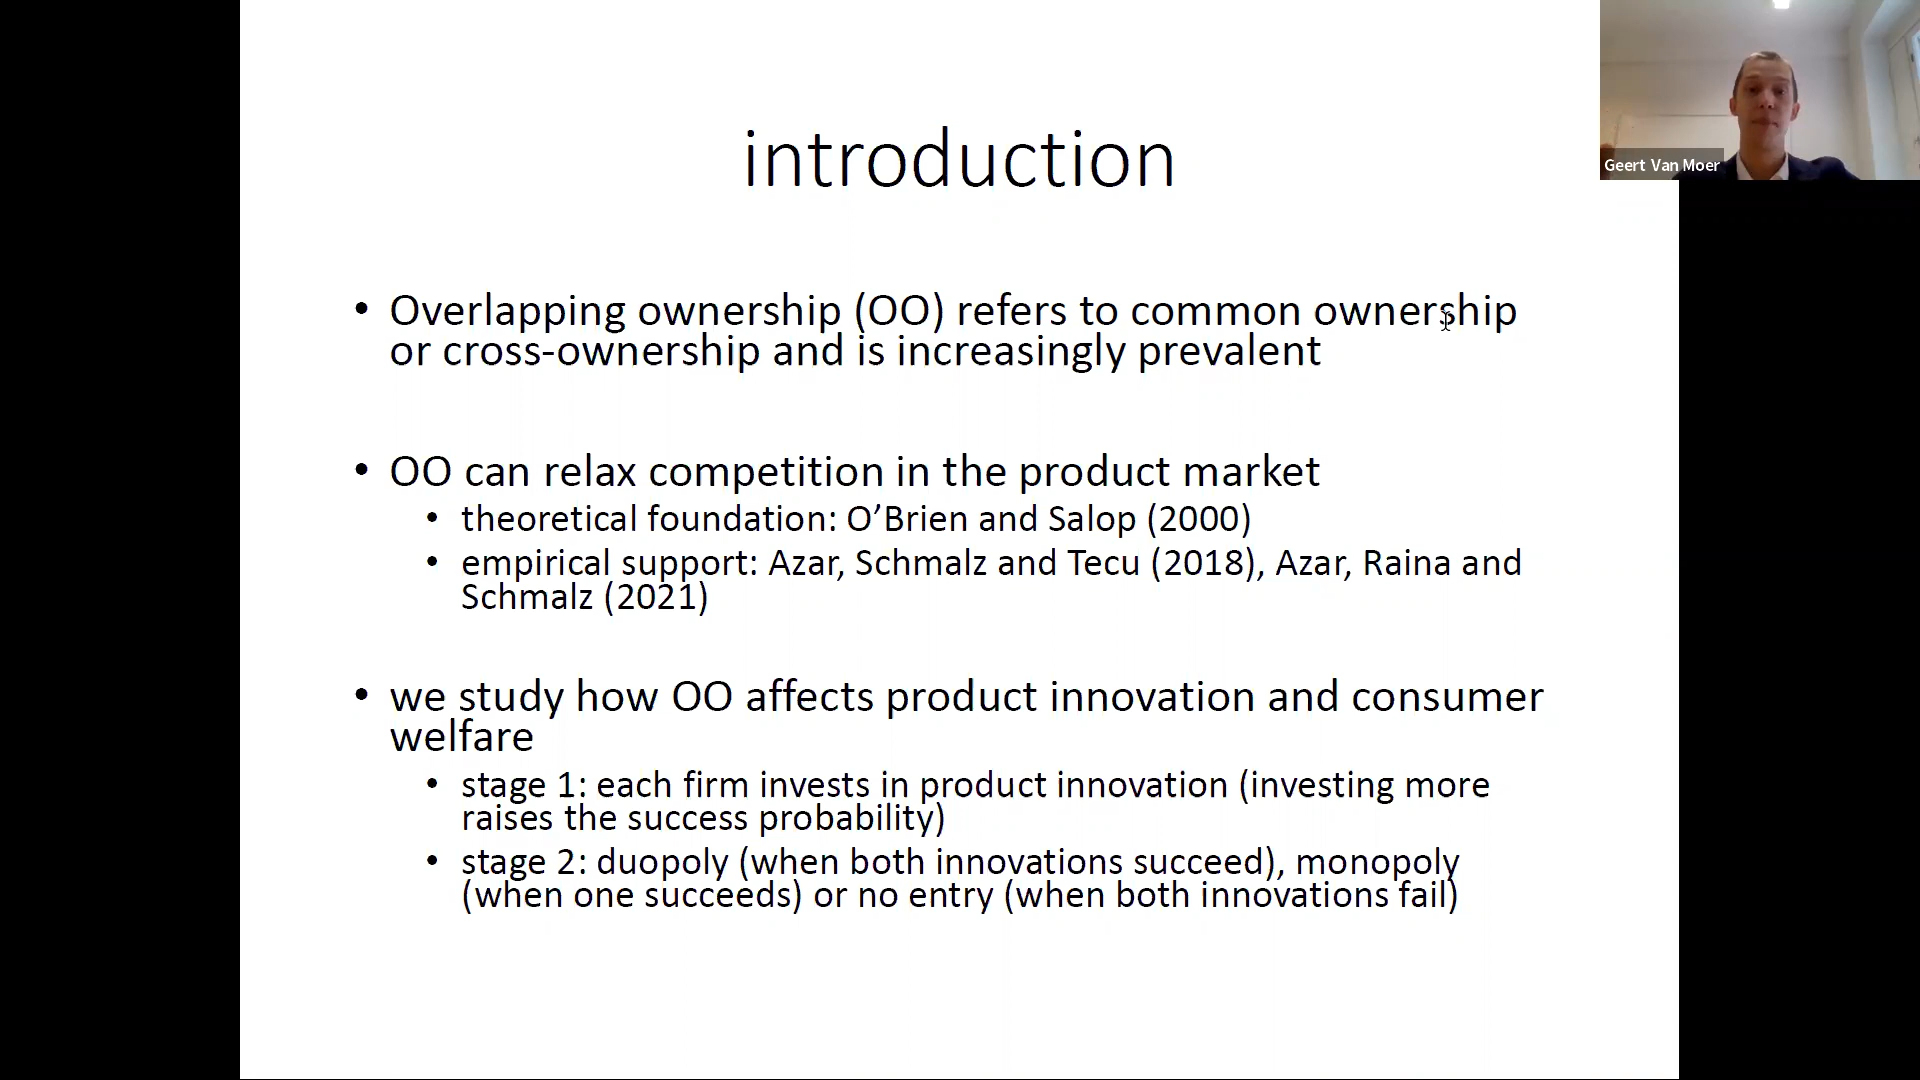 introduction
Geert Van Moer
• Overlapping ownership (OO) refers to common ownership
or cross-ownership and is increasingly prevalent
• OO can relax competition in the product market
• theoretical foundation: O’Brien and Salop (2000)
• empirical support: Azar, Schmalz and Tecu (2018), Azar, Raina and
Schmalz (2021)
• we study how OO affects product innovation and consumer
welfare
• stage 1: each firm invests in product innovation (investing more
raises the success probability)
• stage 2: duopoly (when both innovations succeed), monopoly
(when one succeeds) or no entry (when both innovations fail)